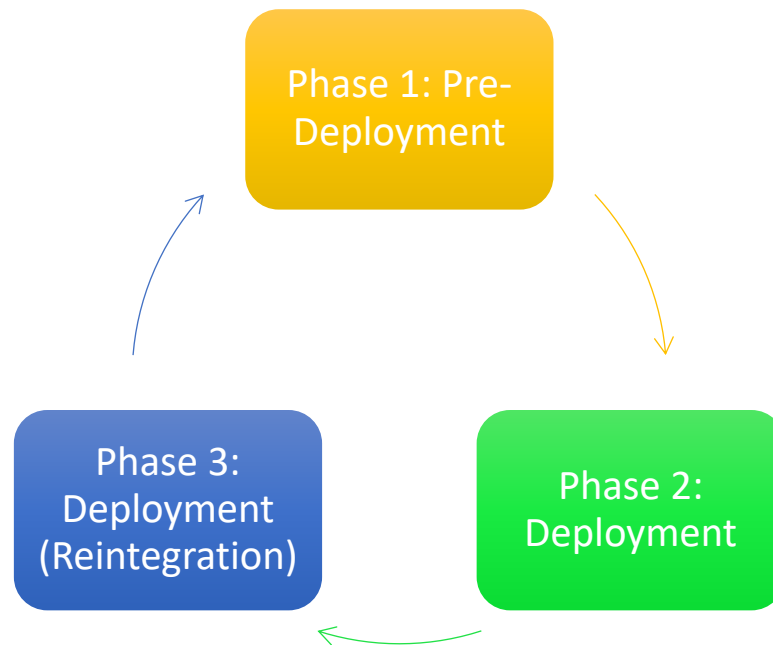 Phase 1: Pre-
Deployment
Phase 2:
Deployment
Phase 3:
Deployment
(Reintegration)